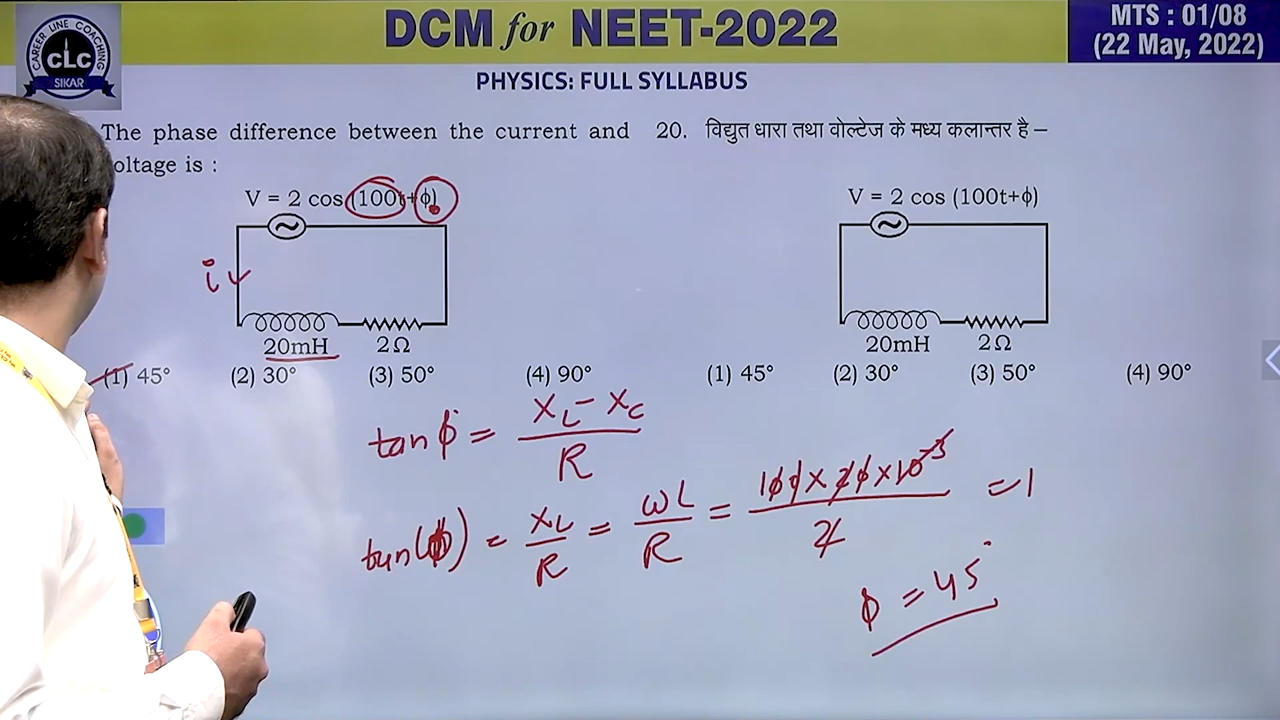 DCM for NEET-2022
MTS : 01/08
(22 May, 2022)
CAREER LINE COACHING
CLC
SIKAR
PHYSICS: FULL SYLLABUS
The phase difference between the current and
oltage is :
V = 2 cos (100t+ϕ)
i
20mH
2Ω
(1) 45° (2) 30° (3) 50° (4) 90°
20. विद्युत धारा तथा वोल्टेज के मध्य कलान्तर है –
V = 2 cos (100t+ϕ)
20mH
2Ω
(1) 45° (2) 30° (3) 50° (4) 90°
tan ϕ = (X_L - X_C) / R
tan(ϕ) = X_L / R = ωL / R = 100 × 20 × 10⁻³ / 2 = 1
ϕ = 45°